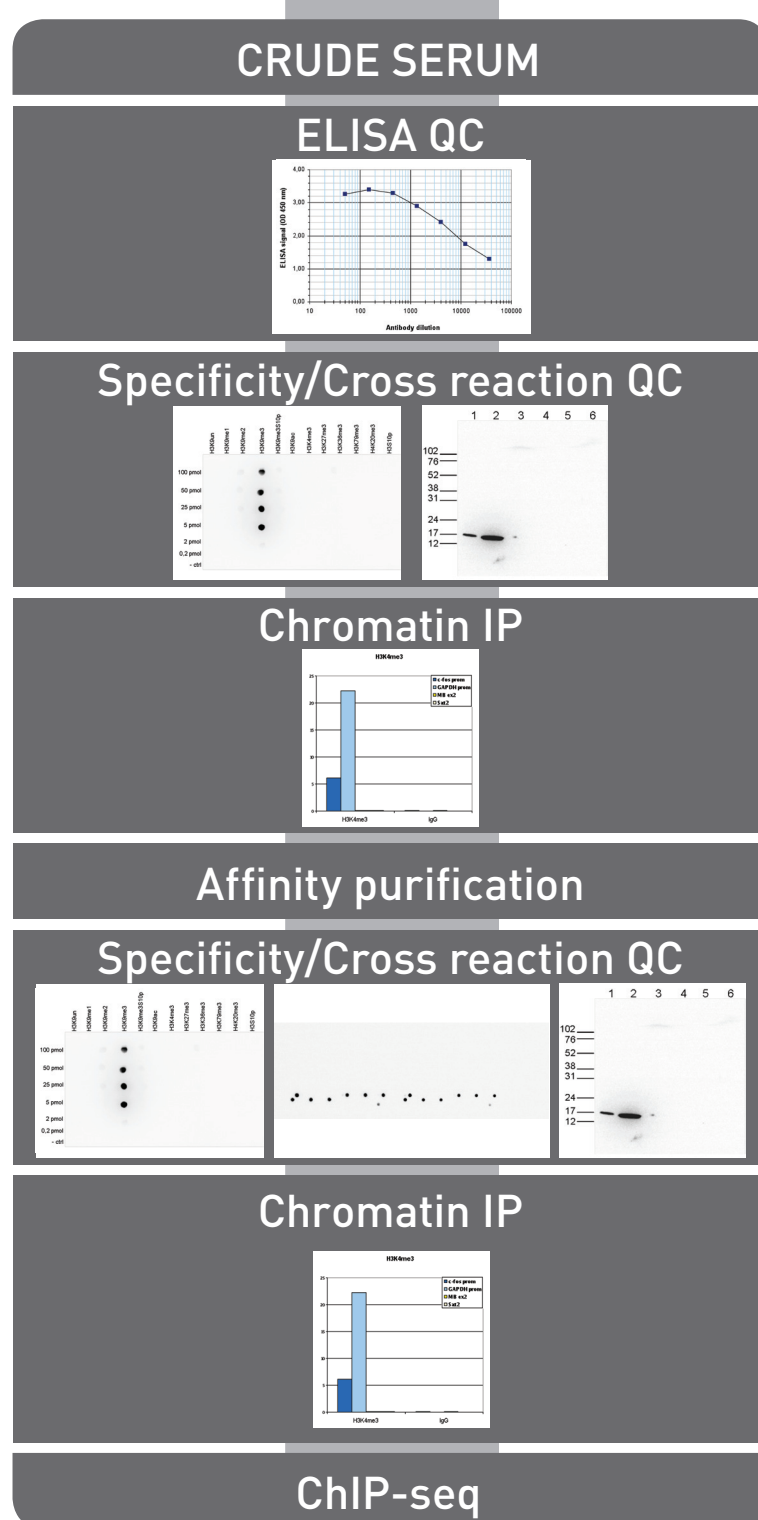 CRUDE SERUM
ELISA QC
4,00
3,00
2,00
1,00
0,00
ELISA signal (OD 450 nm)
10 100 1000 10000 100000
Antibody dilution
Specificity/Cross reaction QC
H3K9un H3K9me1 H3K9me2 H3K9me3 H3K9me3S10p H3K9ac H3K4me3 H3K27me3 H3K36me3 H3K79me3 H4K20me3 H3S10p
100 pmol
50 pmol
25 pmol
5 pmol
2 pmol
0,2 pmol
- ctrl
1 2 3 4 5 6
102
76
52
38
31
24
17
12
Chromatin IP
H3K4me3
25
20
15
10
5
0
c-fos prom
GAPDH prom
MB ex2
Sat2
H3K4me3 IgG
Affinity purification
Specificity/Cross reaction QC
H3K9un H3K9me1 H3K9me2 H3K9me3 H3K9me3S10p H3K9ac H3K4me3 H3K27me3 H3K36me3 H3K79me3 H4K20me3 H3S10p
100 pmol
50 pmol
25 pmol
5 pmol
2 pmol
0,2 pmol
- ctrl
1 2 3 4 5 6
102
76
52
38
31
24
17
12
Chromatin IP
H3K4me3
25
20
15
10
5
0
c-fos prom
GAPDH prom
MB ex2
Sat2
H3K4me3 IgG
ChIP-seq